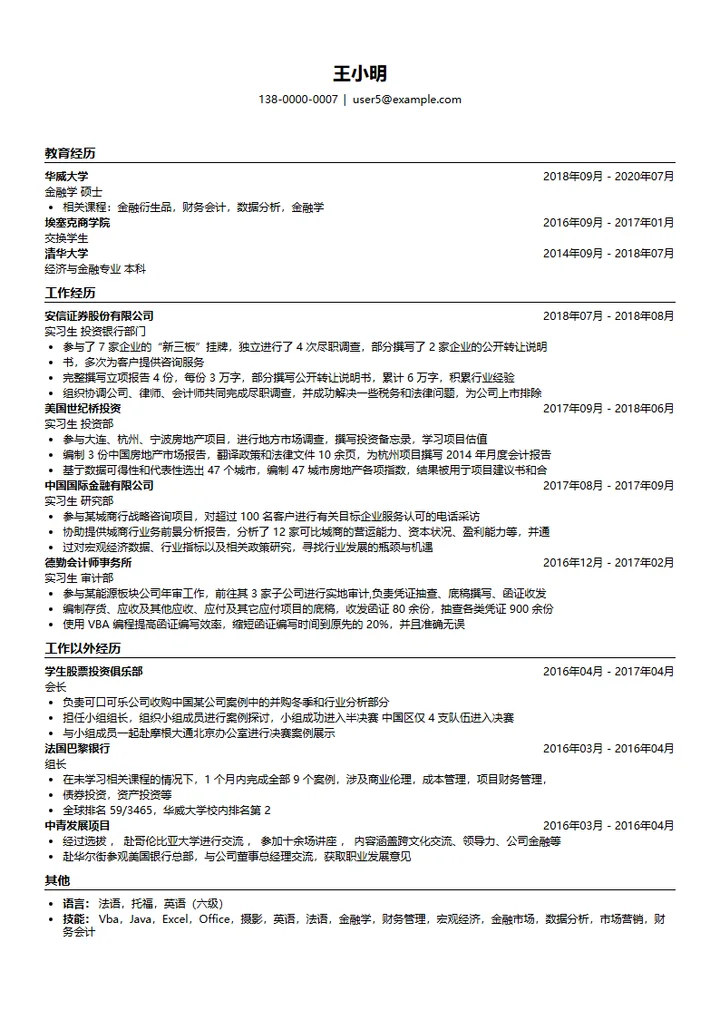 王小明
138-0000-0007 | user5@example.com
教育经历
华威大学 2018年09月 - 2020年07月
金融学 硕士
• 相关课程：金融衍生品，财务会计，数据分析，金融学
埃塞克商学院 2016年09月 - 2017年01月
交换学生
清华大学 2014年09月 - 2018年07月
经济与金融专业 本科
工作经历
安信证券股份有限公司 2018年07月 - 2018年08月
实习生 投资银行部门
• 参与了 7 家企业的“新三板”挂牌，独立进行了 4 次尽职调查，部分撰写了 2 家企业的公开转让说明
• 书，多次为客户提供咨询服务
• 完整撰写立项报告 4 份，每份 3 万字，部分撰写公开转让说明书，累计 6 万字，积累行业经验
• 组织协调公司、律师、会计师共同完成尽职调查，并成功解决一些税务和法律问题，为公司上市排除
美国世纪桥投资 2017年09月 - 2018年06月
实习生 投资部
• 参与大连、杭州、宁波房地产项目，进行地方市场调查，撰写投资备忘录，学习项目估值
• 编制 3 份中国房地产市场报告，翻译政策和法律文件 10 余页，为杭州项目撰写 2014 年月度会计报告
• 基于数据可得性和代表性选出 47 个城市，编制 47 城市房地产各项指数，结果被用于项目建议书和合
中国国际金融有限公司 2017年08月 - 2017年09月
实习生 研究部
• 参与某城商行战略咨询项目，对超过 100 名客户进行有关目标企业服务认可的电话采访
• 协助提供城商行业务前景分析报告，分析了 12 家可比城商的营运能力、资本状况、盈利能力等，并通
• 过对宏观经济数据、行业指标以及相关政策研究，寻找行业发展的瓶颈与机遇
德勤会计师事务所 2016年12月 - 2017年02月
实习生 审计部
• 参与某能源板块公司年审工作，前往其 3 家子公司进行实地审计,负责凭证抽查、底稿撰写、函证收发
• 编制存货、应收及其他应收、应付及其它应付项目的底稿，收发函证 80 余份，抽查各类凭证 900 余份
• 使用 VBA 编程提高函证编写效率，缩短函证编写时间到原先的 20%，并且准确无误
工作以外经历
学生股票投资俱乐部 2016年04月 - 2017年04月
会长
• 负责可口可乐公司收购中国某公司案例中的并购冬季和行业分析部分
• 担任小组组长，组织小组成员进行案例探讨，小组成功进入半决赛 中国区仅 4 支队伍进入决赛
• 与小组成员一起赴摩根大通北京办公室进行决赛案例展示
法国巴黎银行 2016年03月 - 2016年04月
组长
• 在未学习相关课程的情况下，1 个月内完成全部 9 个案例，涉及商业伦理，成本管理，项目财务管理，
• 债券投资，资产投资等
• 全球排名 59/3465，华威大学校内排名第 2
中青发展项目 2016年03月 - 2016年04月
• 经过选拔 ， 赴哥伦比亚大学进行交流 ， 参加十余场讲座 ， 内容涵盖跨文化交流、领导力、公司金融等
• 赴华尔街参观美国银行总部，与公司董事总经理交流，获取职业发展意见
其他
• 语言： 法语，托福，英语（六级）
• 技能： Vba，Java，Excel，Office，摄影，英语，法语，金融学，财务管理，宏观经济，金融市场，数据分析，市场营销，财
务会计